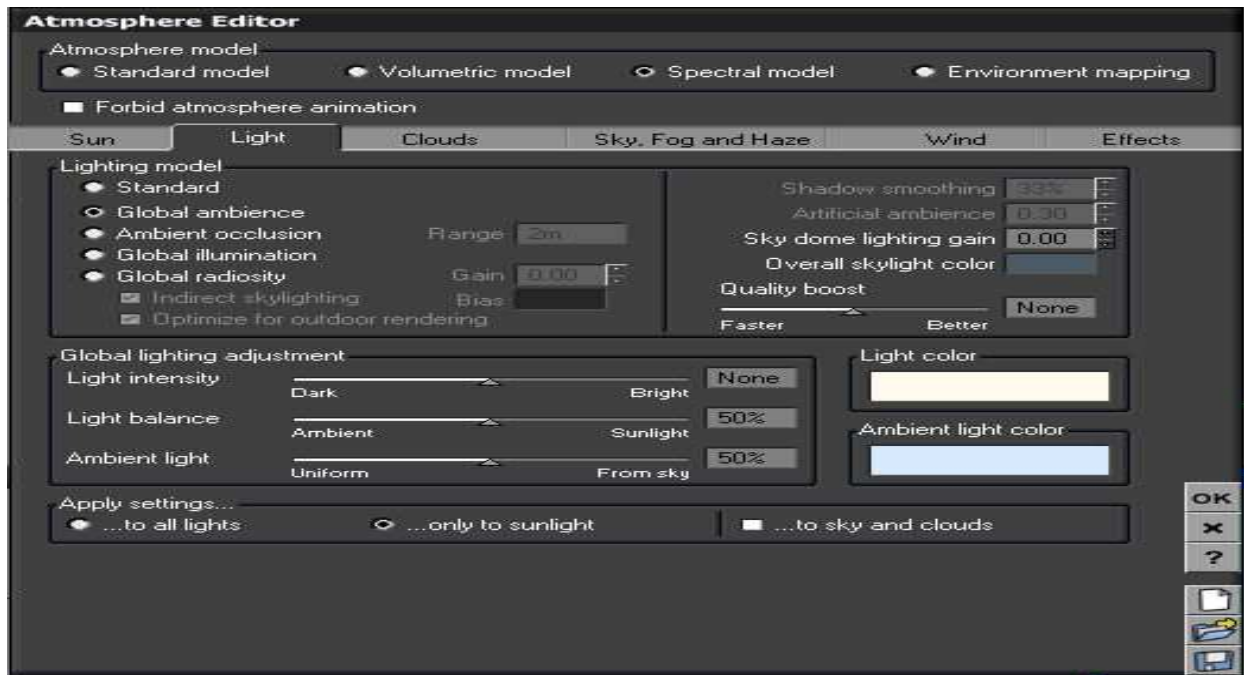 Atmosphere Editor
Atmosphere model
Standard model Volumetric model Spectral model Environment mapping
Forbid atmosphere animation
Sun Light Clouds Sky, Fog and Haze Wind Effects
Lighting model
Standard
Global ambience
Ambient occlusion Range 2m
Global illumination
Global radiosity Gain 0.00
Indirect skylighting Bias
Optimize for outdoor rendering
Shadow smoothing 33%
Artificial ambience 0.30
Sky dome lighting gain 0.00
Overall skylight color
Quality boost
None
Faster Better
Global lighting adjustment
Light intensity None
Dark Bright
Light balance 50%
Ambient Sunlight
Ambient light 50%
Uniform From sky
Light color
Ambient light color
Apply settings...
...to all lights ...only to sunlight ...to sky and clouds
OK
?